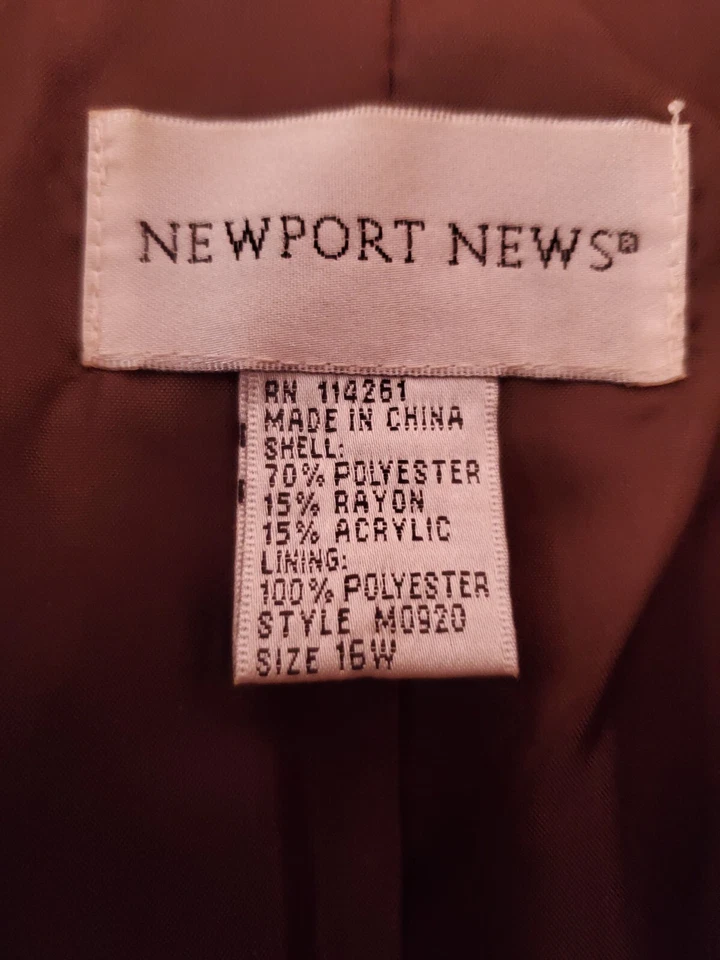 NEWPORT NEWS®
RN 114261
MADE IN CHINA
SHELL:
70% POLYESTER
15% RAYON
15% ACRYLIC
LINING:
100% POLYESTER
STYLE M0920
SIZE 16W